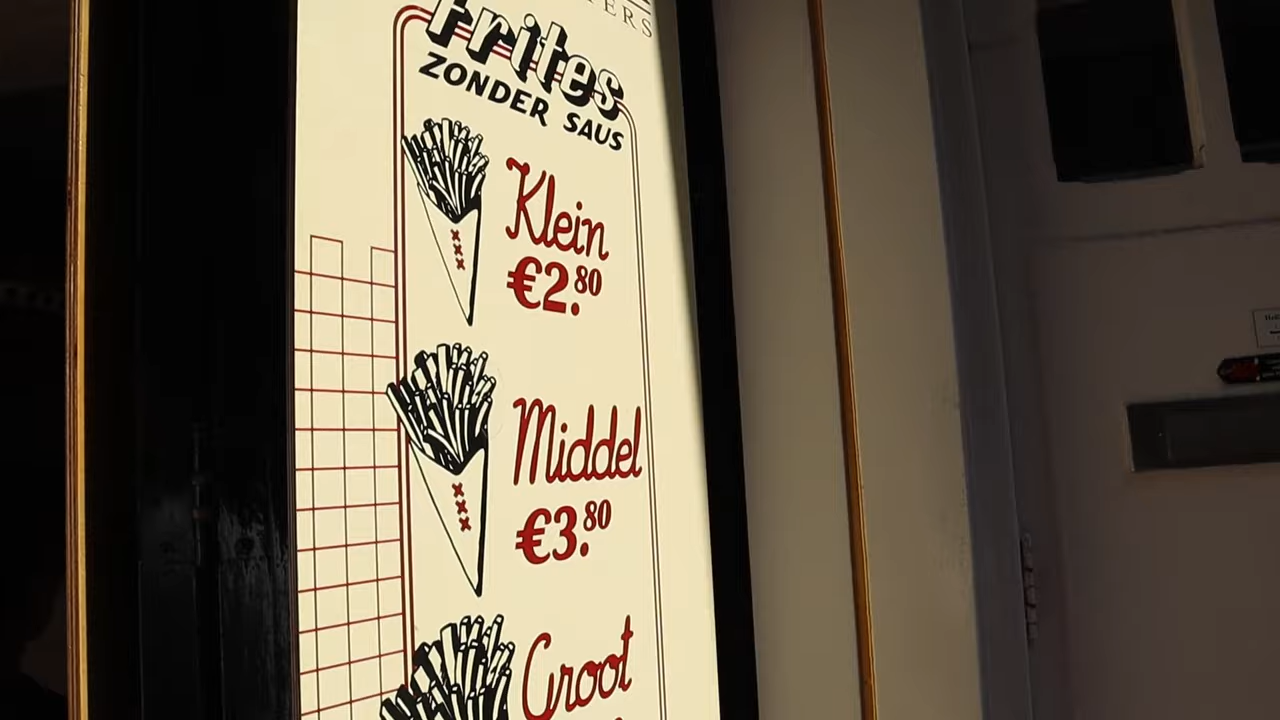 frites
ZONDER SAUS
Klein
€2.80
Middel
€3.80
Groot